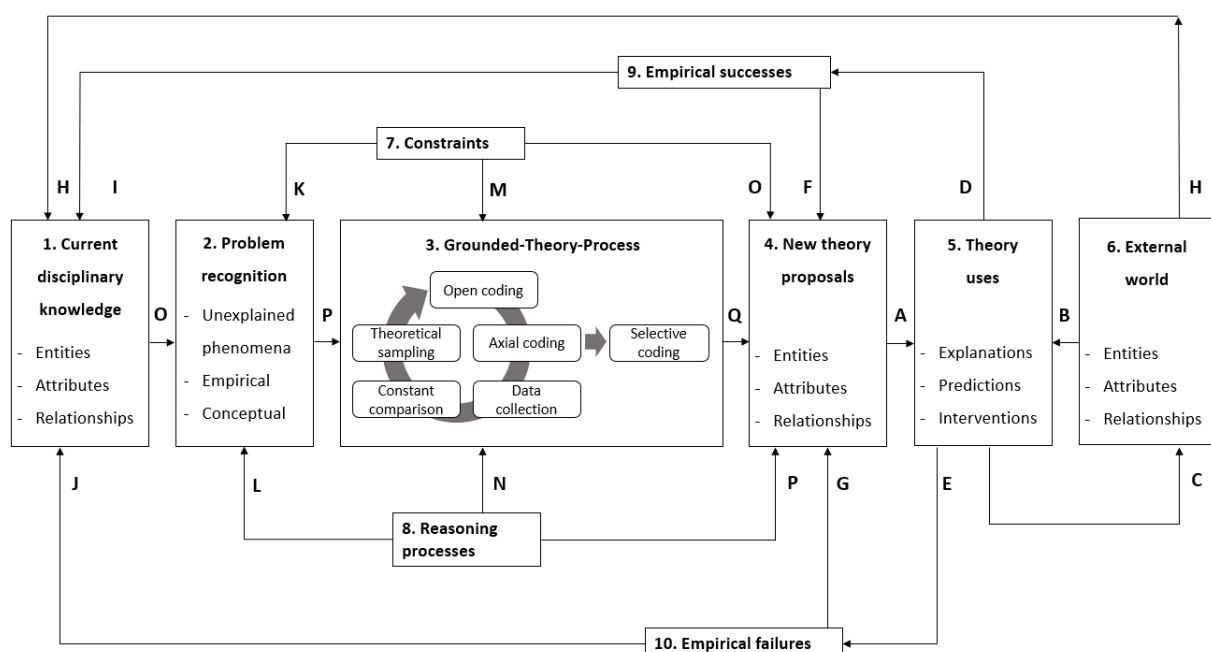 9. Empirical successes
7. Constraints
H
I
K
M
O
F
D
H
1. Current
disciplinary
knowledge
- Entities
- Attributes
- Relationships
O
2. Problem
recognition
- Unexplained
phenomena
- Empirical
- Conceptual
P
3. Grounded-Theory-Process
Open coding
Theoretical
sampling
Axial coding
Selective
coding
Constant
comparison
Data
collection
Q
4. New theory
proposals
- Entities
- Attributes
- Relationships
A
5. Theory
uses
- Explanations
- Predictions
- Interventions
B
6. External
world
- Entities
- Attributes
- Relationships
J
L
N
P
G
E
C
8. Reasoning
processes
10. Empirical failures